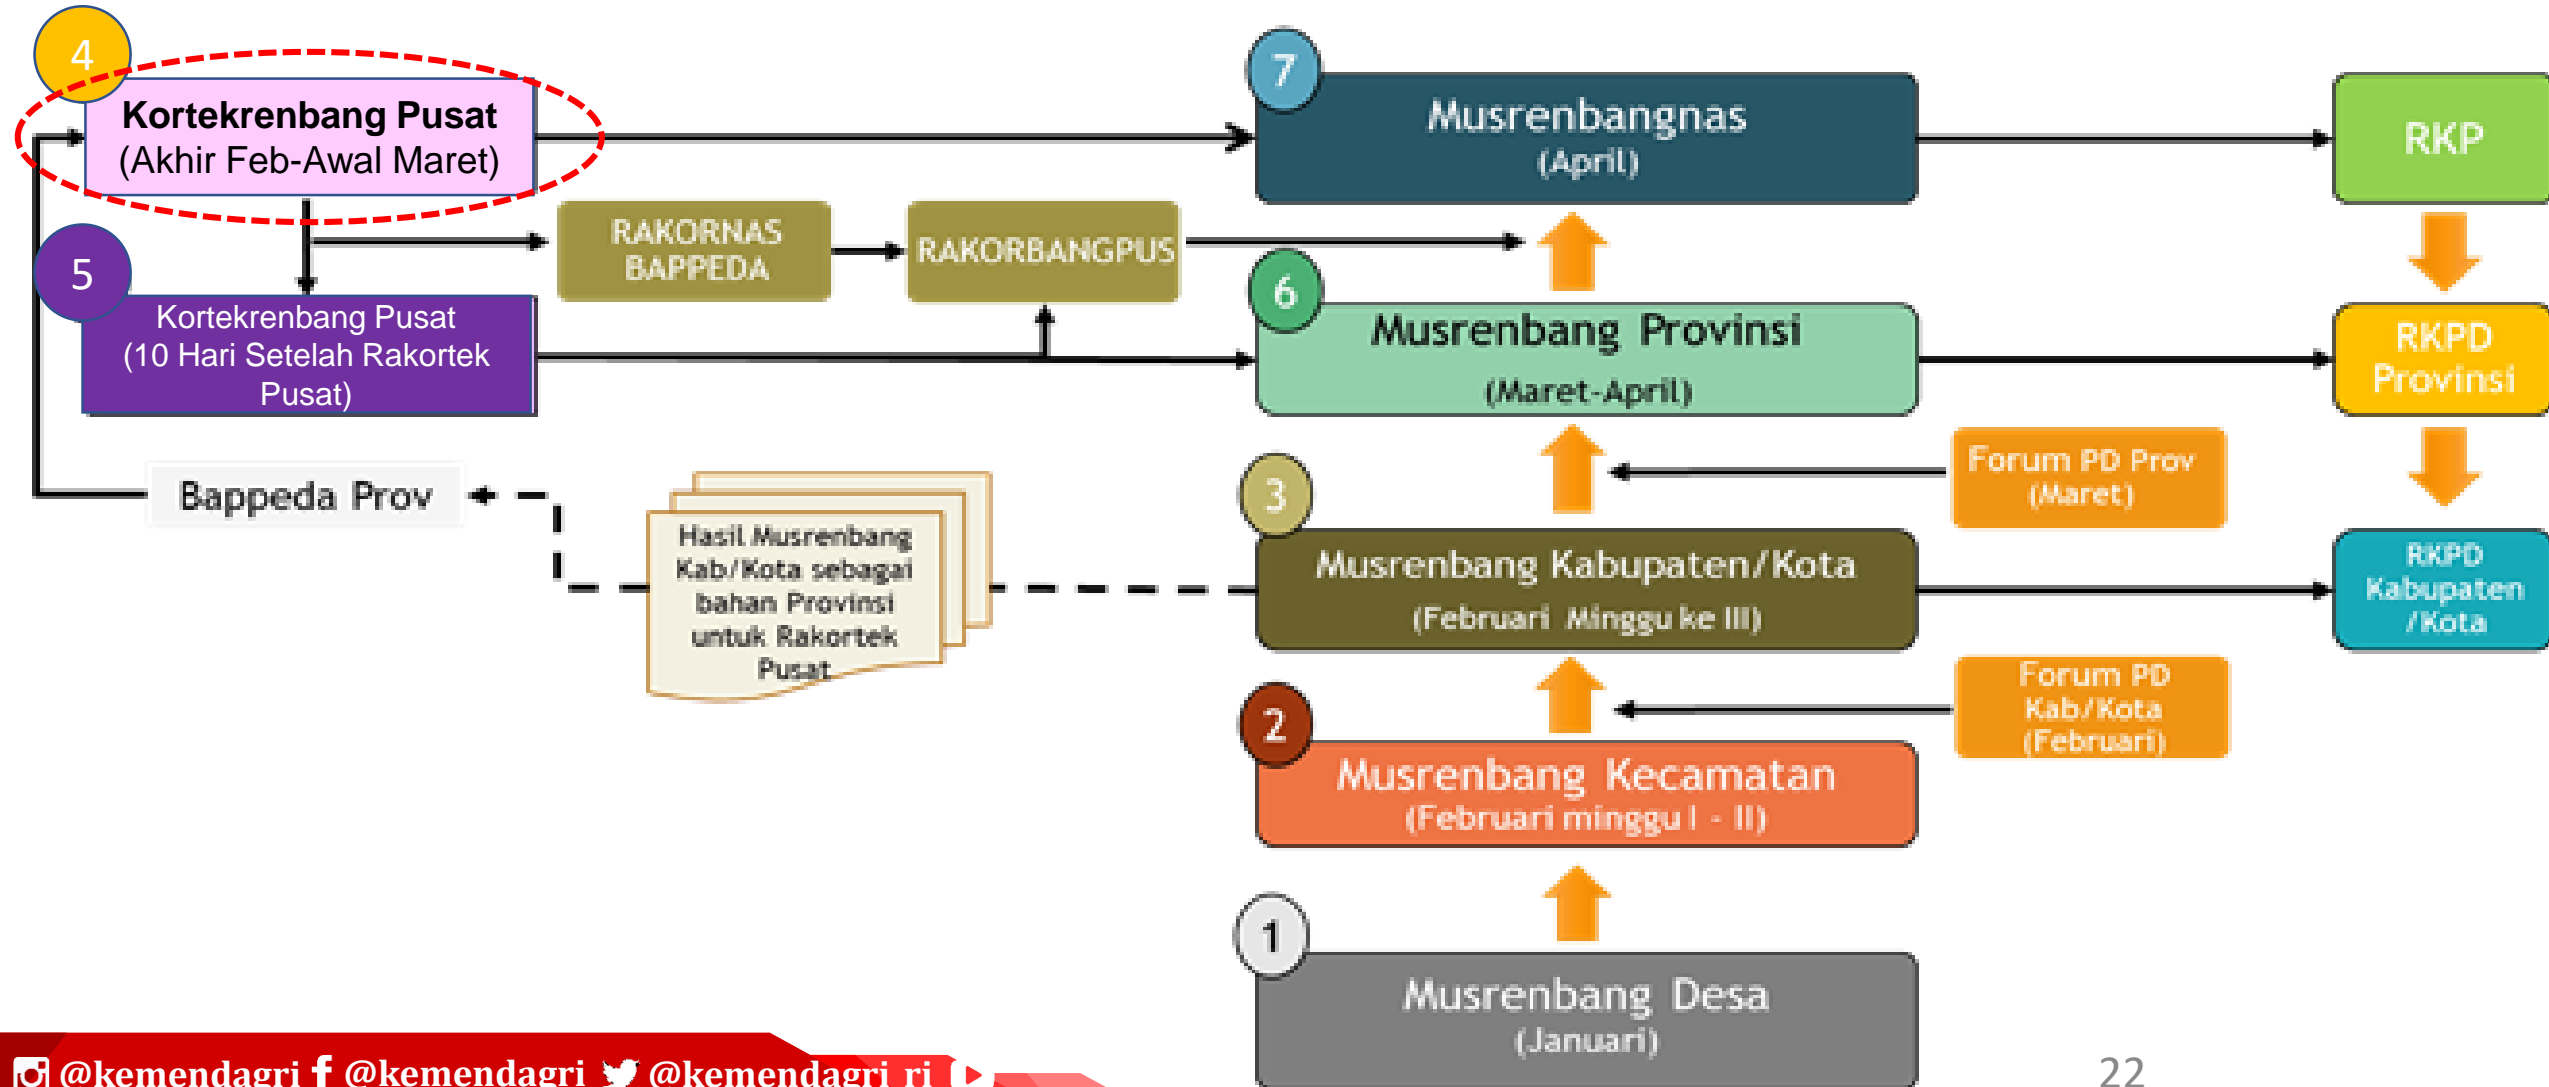 4
Kortekrenbang Pusat
(Akhir Feb-Awal Maret)
5
Kortekrenbang Pusat
(10 Hari Setelah Rakortek
Pusat)
RAKORNAS
BAPPEDA
RAKORBANGPUS
Bappeda Prov
Hasil Musrenbang
Kab/Kota sebagai
bahan Provinsi
untuk Rakortek
Pusat
7
Musrenbangnas
(April)
6
Musrenbang Provinsi
(Maret-April)
3
Musrenbang Kabupaten/Kota
(Februari Minggu ke III)
2
Musrenbang Kecamatan
(Februari minggu I - II)
1
Musrenbang Desa
(Januari)
Forum PD Prov
(Maret)
Forum PD
Kab/Kota
(Februari)
RKP
RKPD
Provinsi
RKPD
Kabupaten
/Kota
@kemendagri @kemendagri @kemendagri_ri
22